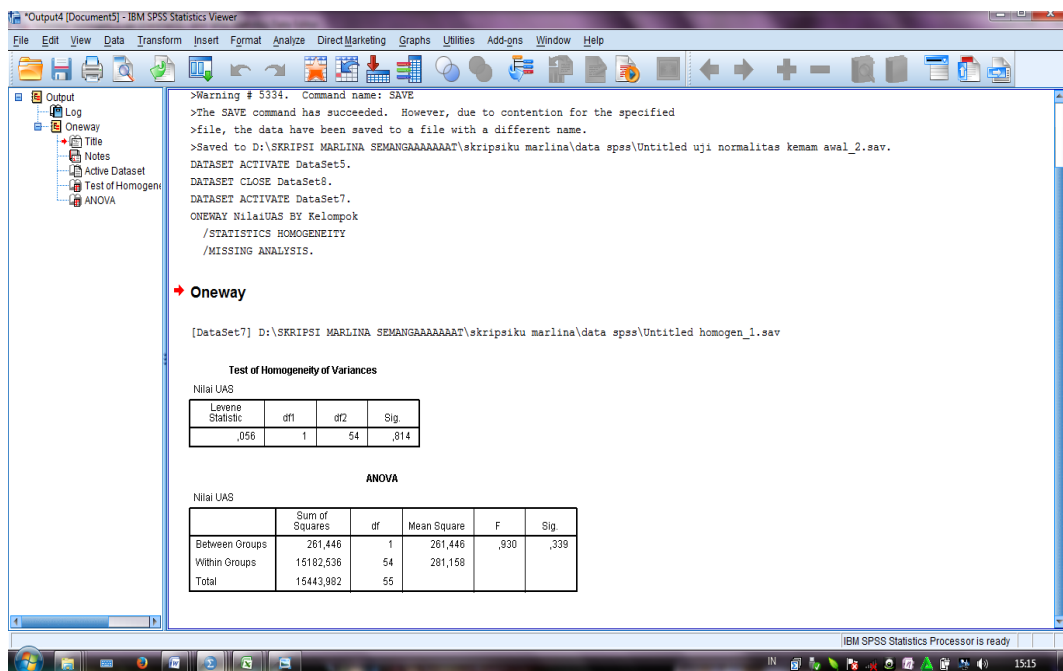 *Output4 [Document5] - IBM SPSS Statistics Viewer
File Edit View Data Transform Insert Format Analyze Direct Marketing Graphs Utilities Add-ons Window Help
Output
Log
Oneway
Title
Notes
Active Dataset
Test of Homogene
ANOVA
>Warning # 5334. Command name: SAVE
>The SAVE command has succeeded. However, due to contention for the specified
>file, the data have been saved to a file with a different name.
>Saved to D:\SKRIPSI MARLINA SEMANGAAAAAAT\skripsiku marlina\data spss\Untitled uji normalitas kemam awal_2.sav.
DATASET ACTIVATE DataSet5.
DATASET CLOSE DataSet8.
DATASET ACTIVATE DataSet7.
ONEWAY NilaiUAS BY Kelompok
/STATISTICS HOMOGENEITY
/MISSING ANALYSIS.
Oneway
[DataSet7] D:\SKRIPSI MARLINA SEMANGAAAAAAT\skripsiku marlina\data spss\Untitled homogen_1.sav
Test of Homogeneity of Variances
Nilai UAS
Levene Statistic df1 df2 Sig.
,056 1 54 ,814
ANOVA
Nilai UAS
Sum of Squares df Mean Square F Sig.
Between Groups 261,446 1 261,446 ,930 ,339
Within Groups 15182,536 54 281,158
Total 15443,982 55
IBM SPSS Statistics Processor is ready
IN 15:15